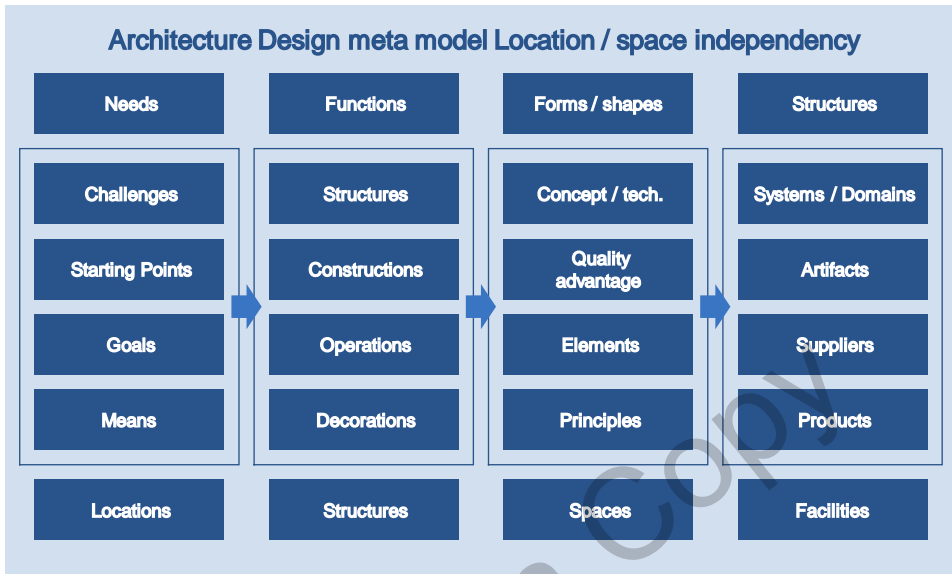 Architecture Design meta model Location / space independency
Needs
Functions
Forms / shapes
Structures
Challenges
Structures
Concept / tech.
Systems / Domains
Starting Points
Constructions
Quality
advantage
Artifacts
Goals
Operations
Elements
Suppliers
Means
Decorations
Principles
Products
Locations
Structures
Spaces
Facilities
Copy